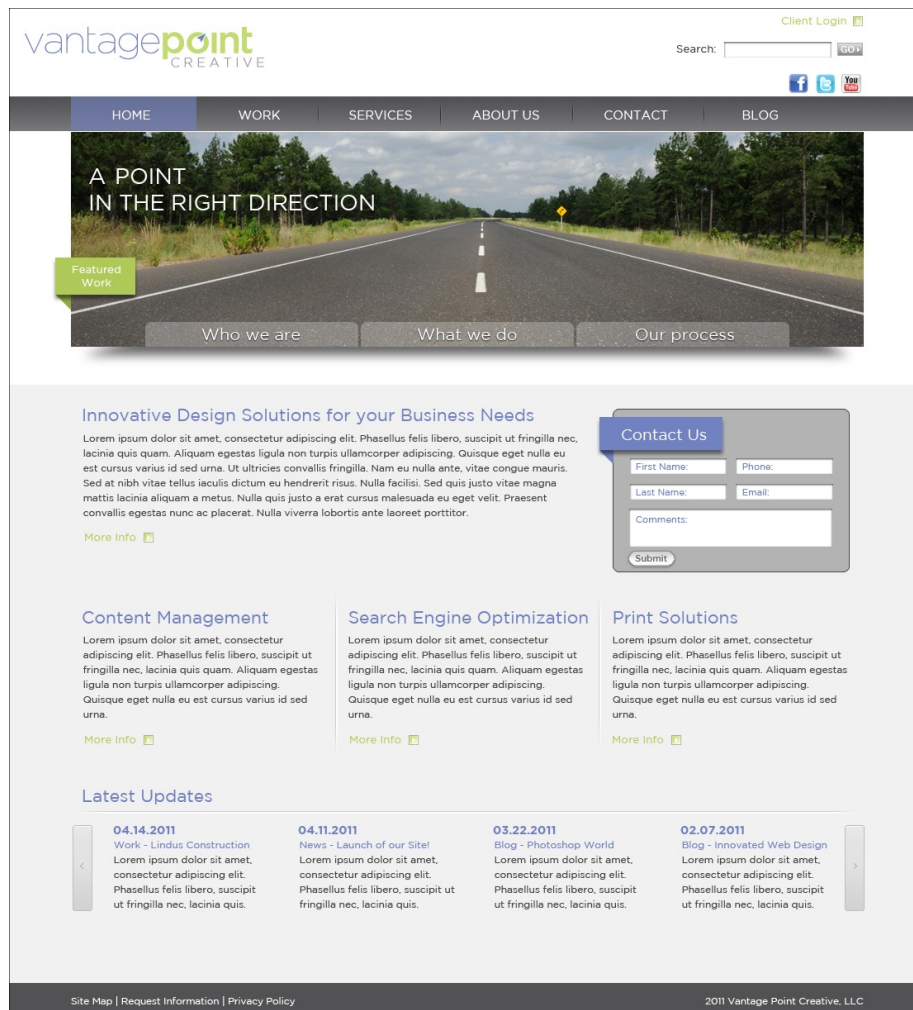 Client Login
vantagepoint
CREATIVE
Search:
GO
f
You
Tube
HOME
WORK
SERVICES
ABOUT US
CONTACT
BLOG
A POINT
IN THE RIGHT DIRECTION
Featured
Work
Who we are
What we do
Our process
Innovative Design Solutions for your Business Needs
Lorem ipsum dolor sit amet, consectetur adipiscing elit. Phasellus felis libero, suscipit ut fringilla nec,
lacinia quis quam. Aliquam egestas ligula non turpis ullamcorper adipiscing. Quisque eget nulla eu
est cursus varius id sed urna. Ut ultricies convallis fringilla. Nam eu nulla ante, vitae congue mauris.
Sed at nibh vitae tellus iaculis dictum eu hendrerit risus. Nulla facilisi. Sed quis justo vitae magna
mattis lacinia aliquam a metus. Nulla quis justo a erat cursus malesuada eu eget velit. Praesent
convallis egestas nunc ac placerat. Nulla viverra lobortis ante laoreet porttitor.
More Info
Contact Us
First Name:
Phone:
Last Name:
Email:
Comments:
Submit
Content Management
Lorem ipsum dolor sit amet, consectetur
adipiscing elit. Phasellus felis libero, suscipit ut
fringilla nec, lacinia quis quam. Aliquam egestas
ligula non turpis ullamcorper adipiscing.
Quisque eget nulla eu est cursus varius id sed
urna.
More Info
Search Engine Optimization
Lorem ipsum dolor sit amet, consectetur
adipiscing elit. Phasellus felis libero, suscipit ut
fringilla nec, lacinia quis quam. Aliquam egestas
ligula non turpis ullamcorper adipiscing.
Quisque eget nulla eu est cursus varius id sed
urna.
More Info
Print Solutions
Lorem ipsum dolor sit amet, consectetur
adipiscing elit. Phasellus felis libero, suscipit ut
fringilla nec, lacinia quis quam. Aliquam egestas
ligula non turpis ullamcorper adipiscing.
Quisque eget nulla eu est cursus varius id sed
urna.
More Info
Latest Updates
04.14.2011
Work - Lindus Construction
Lorem ipsum dolor sit amet,
consectetur adipiscing elit.
Phasellus felis libero, suscipit
ut fringilla nec, lacinia quis.
04.11.2011
News - Launch of our Site!
Lorem ipsum dolor sit amet,
consectetur adipiscing elit.
Phasellus felis libero, suscipit ut
fringilla nec, lacinia quis.
03.22.2011
Blog - Photoshop World
Lorem ipsum dolor sit amet,
consectetur adipiscing elit.
Phasellus felis libero, suscipit
ut fringilla nec, lacinia quis.
02.07.2011
Blog - Innovated Web Design
Lorem ipsum dolor sit amet,
consectetur adipiscing elit.
Phasellus felis libero, suscipit
ut fringilla nec, lacinia quis.
Site Map | Request Information | Privacy Policy
2011 Vantage Point Creative, LLC